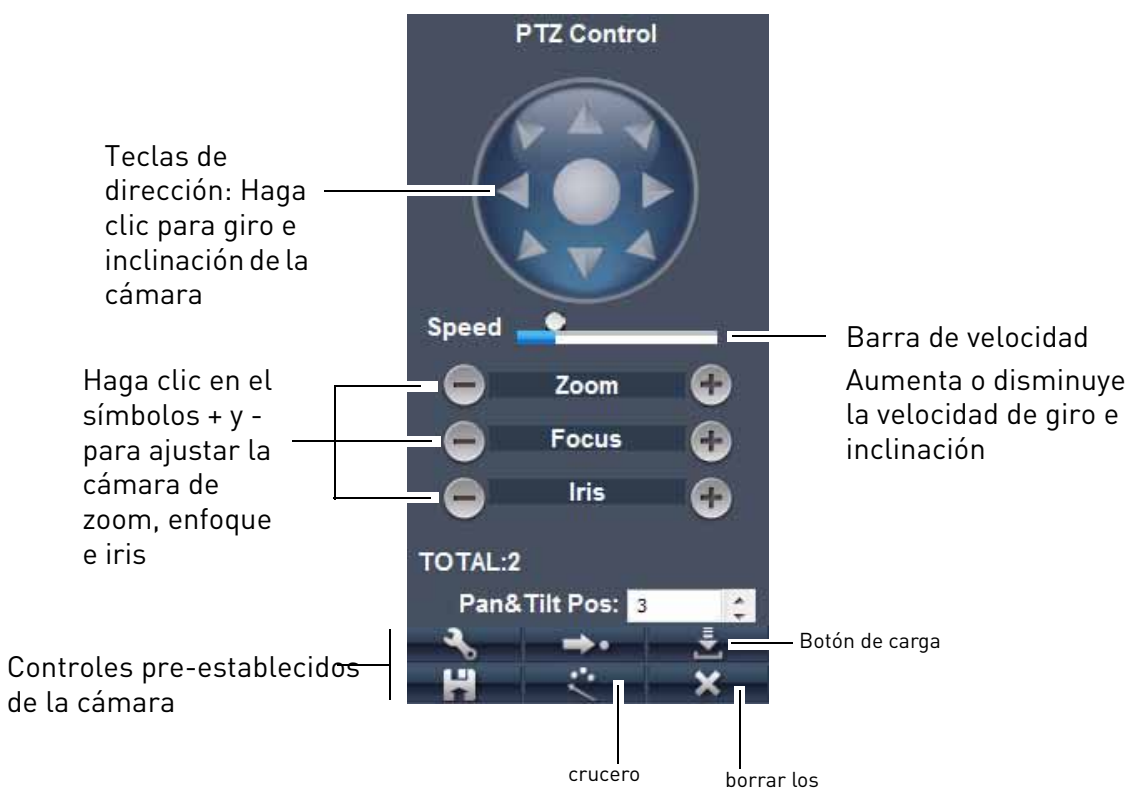 PTZ Control
Teclas de
dirección: Haga
clic para giro e
inclinación de la
cámara
Speed
Barra de velocidad
Aumenta o disminuye
la velocidad de giro e
inclinación
Haga clic en el
símbolos + y -
para ajustar la
cámara de
zoom, enfoque
e iris
Zoom
Focus
Iris
TOTAL:2
Pan&Tilt Pos: 3
Botón de carga
Controles pre-establecidos
de la cámara
crucero
borrar los